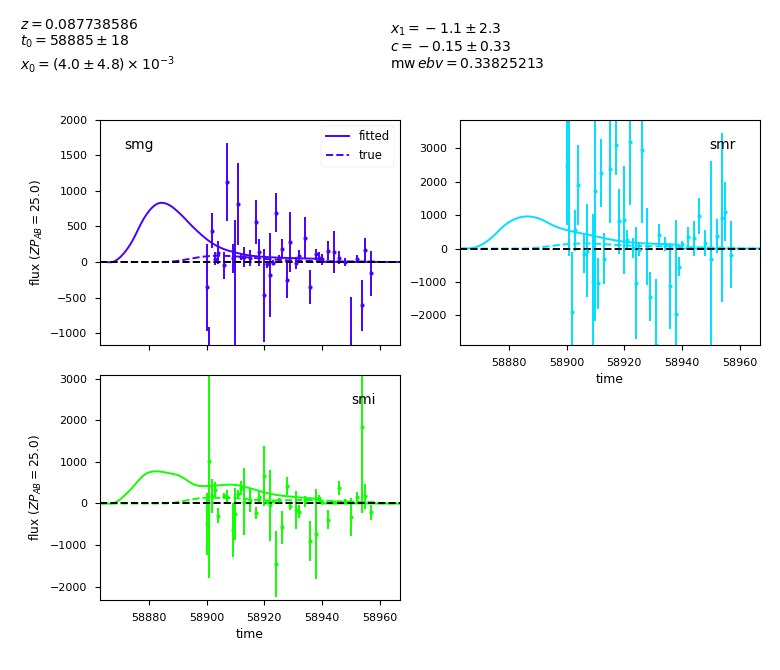 z = 0.087738586
t₀ = 58885 ± 18
x₀ = (4.0 ± 4.8) × 10⁻³
x₁ = −1.1 ± 2.3
c = −0.15 ± 0.33
mw ebv = 0.33825213
2000
1500
1000
500
0
−500
−1000
flux (ZP_AB = 25.0)
smg
fitted
true
3000
2000
1000
0
−1000
−2000
smr
58880 58900 58920 58940 58960
time
3000
2000
1000
0
−1000
−2000
flux (ZP_AB = 25.0)
smi
58880 58900 58920 58940 58960
time